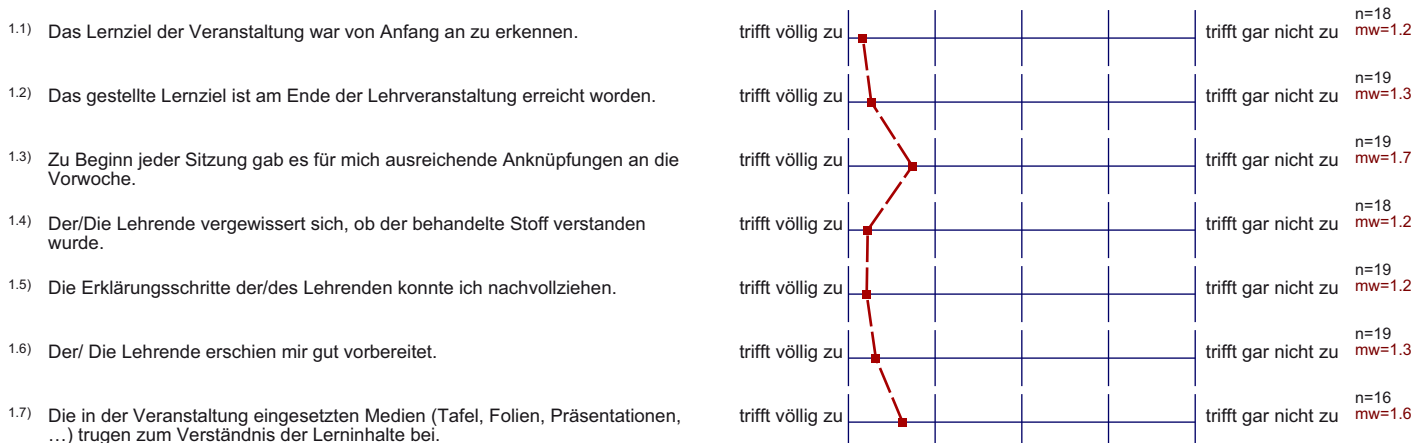 1.1) Das Lernziel der Veranstaltung war von Anfang an zu erkennen. trifft völlig zu trifft gar nicht zu n=18
mw=1.2
1.2) Das gestellte Lernziel ist am Ende der Lehrveranstaltung erreicht worden. trifft völlig zu trifft gar nicht zu n=19
mw=1.3
1.3) Zu Beginn jeder Sitzung gab es für mich ausreichende Anknüpfungen an die trifft völlig zu trifft gar nicht zu n=19
Vorwoche. mw=1.7
1.4) Der/Die Lehrende vergewissert sich, ob der behandelte Stoff verstanden trifft völlig zu trifft gar nicht zu n=18
wurde. mw=1.2
1.5) Die Erklärungsschritte der/des Lehrenden konnte ich nachvollziehen. trifft völlig zu trifft gar nicht zu n=19
mw=1.2
1.6) Der/ Die Lehrende erschien mir gut vorbereitet. trifft völlig zu trifft gar nicht zu n=19
mw=1.3
1.7) Die in der Veranstaltung eingesetzten Medien (Tafel, Folien, Präsentationen, trifft völlig zu trifft gar nicht zu n=16
…) trugen zum Verständnis der Lerninhalte bei. mw=1.6